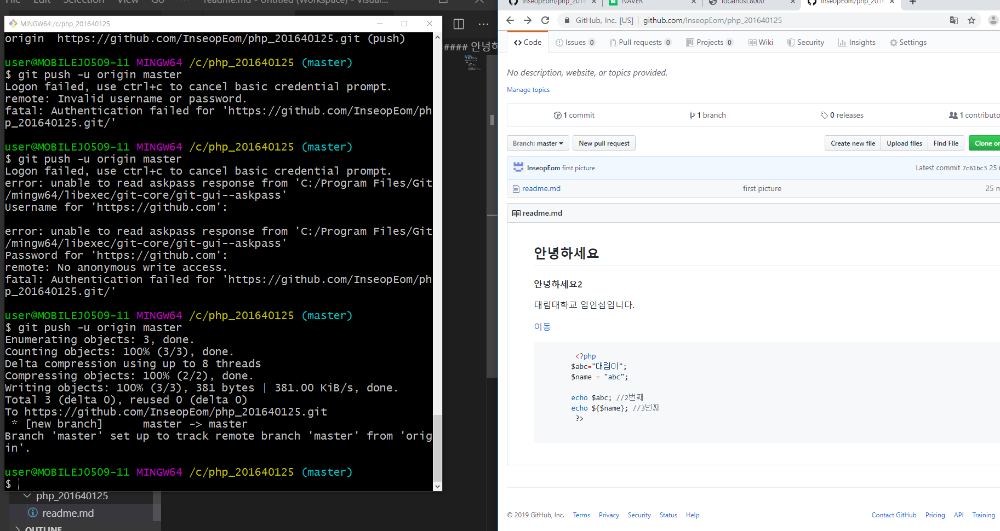 File Edit Selection View Go ... readme.md - Untitled (Workspace) - Visual...
MINGW64:/c/php_201640125
origin  https://github.com/InseopEom/php_201640125.git (push)
user@MOBILEJ0509-11 MINGW64 /c/php_201640125 (master)
$ git push -u origin master
Logon failed, use ctrl+c to cancel basic credential prompt.
remote: Invalid username or password.
fatal: Authentication failed for 'https://github.com/InseopEom/ph
p_201640125.git/'
user@MOBILEJ0509-11 MINGW64 /c/php_201640125 (master)
$ git push -u origin master
Logon failed, use ctrl+c to cancel basic credential prompt.
error: unable to read askpass response from 'C:/Program Files/Git
/mingw64/libexec/git-core/git-gui--askpass'
Username for 'https://github.com':
error: unable to read askpass response from 'C:/Program Files/Git
/mingw64/libexec/git-core/git-gui--askpass'
Password for 'https://github.com':
remote: No anonymous write access.
fatal: Authentication failed for 'https://github.com/InseopEom/ph
p_201640125.git/'
user@MOBILEJ0509-11 MINGW64 /c/php_201640125 (master)
$ git push -u origin master
Enumerating objects: 3, done.
Counting objects: 100% (3/3), done.
Delta compression using up to 8 threads
Compressing objects: 100% (2/2), done.
Writing objects: 100% (3/3), 381 bytes | 381.00 KiB/s, done.
Total 3 (delta 0), reused 0 (delta 0)
To https://github.com/InseopEom/php_201640125.git
 * [new branch]      master -> master
Branch 'master' set up to track remote branch 'master' from 'orig
in'.
user@MOBILEJ0509-11 MINGW64 /c/php_201640125 (master)
$
#### 안녕하
php_201640125
readme.md
OUTLINE
InseopEom/php_2016 NAVER localhost:8000 InseopEom/php_2016
GitHub, Inc. [US] | github.com/InseopEom/php_201640125
Code Issues 0 Pull requests 0 Projects 0 Wiki Security Insights Settings
No description, website, or topics provided.
Manage topics
1 commit 1 branch 0 releases 1 contributo
Branch: master New pull request Create new file Upload files Find File Clone or
InseopEom first picture Latest commit 7c61bc3 25
readme.md first picture 25 m
readme.md
안녕하세요
안녕하세요2
대림대학교 엄인섭입니다.
이동
<?php
$abc="대림이";
$name = "abc";
echo $abc; //2번째
echo ${$name}; //3번째
?>
© 2019 GitHub, Inc. Terms Privacy Security Status Help Contact GitHub Pricing API Training